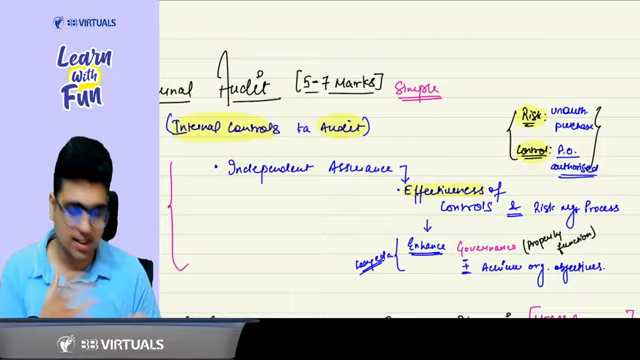 BB VIRTUALS
Learn
With
Fun
Audit [5-7 Marks] Simple
(Internal Controls ta Audit)
Risk: unauth
purchase
Control: P.O.
authorised
• Independent Assurance
• Effectiveness of
Controls & Risk mgt Process
Enhance Governance (Properly
function)
+ Achieve org. objectives.
BB VIRTUALS